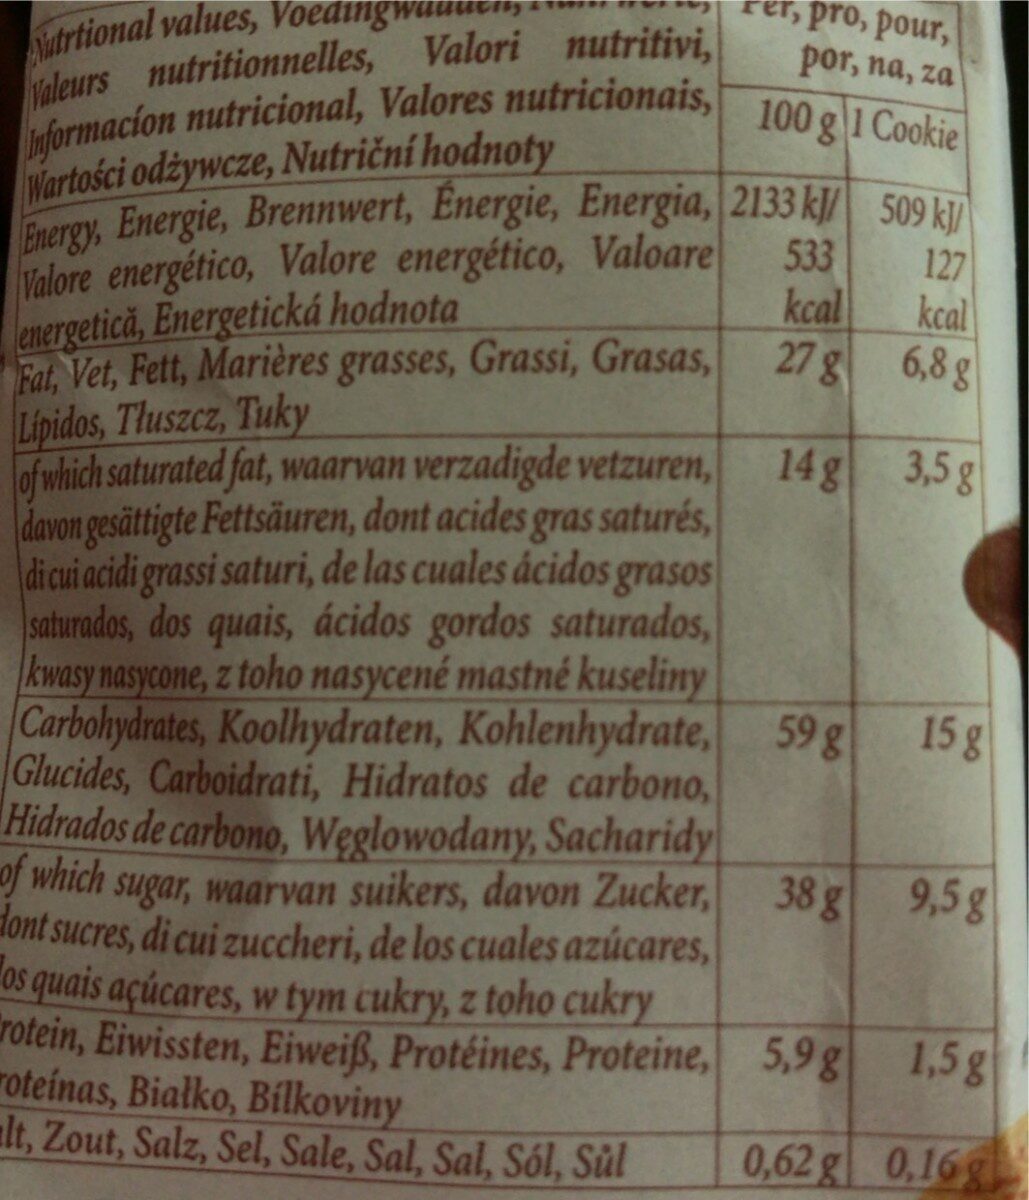 Nutrtional values,
Per, pro, pour,
Valeurs nutritionnelles, Valori nutritivi,
por, na, za
Informacíon nutricional, Valores nutricionais,
100 g 1 Cookie
Wartości odżywcze, Nutriční hodnoty
Energy, Energie, Brennwert, Énergie, Energia, 2133 kJ/ 509 kJ/
Valore energético, Valore energético, Valoare 533 127
energetică, Energetická hodnota kcal kcal
Fat, Vet, Fett, Marières grasses, Grassi, Grasas, 27 g 6,8 g
Lípidos, Tłuszcz, Tuky
of which saturated fat, waarvan verzadigde vetzuren, 14 g 3,5 g
davon gesättigte Fettsäuren, dont acides gras saturés,
di cui acidi grassi saturi, de las cuales ácidos grasos
saturados, dos quais, ácidos gordos saturados,
kwasy nasycone, z toho nasycené mastné kuseliny
Carbohydrates, Koolhydraten, Kohlenhydrate, 59 g 15 g
Glucides, Carboidrati, Hidratos de carbono,
Hidrados de carbono, Węglowodany, Sacharidy
of which sugar, waarvan suikers, davon Zucker, 38 g 9,5 g
dont sucres, di cui zuccheri, de los cuales azúcares,
los quais açúcares, w tym cukry, z toho cukry
rotein, Eiwissten, Eiweiß, Protéines, Proteine, 5,9 g 1,5 g
roteínas, Białko, Bílkoviny
alt, Zout, Salz, Sel, Sale, Sal, Sal, Sól, Sůl 0,62 g 0,16 g